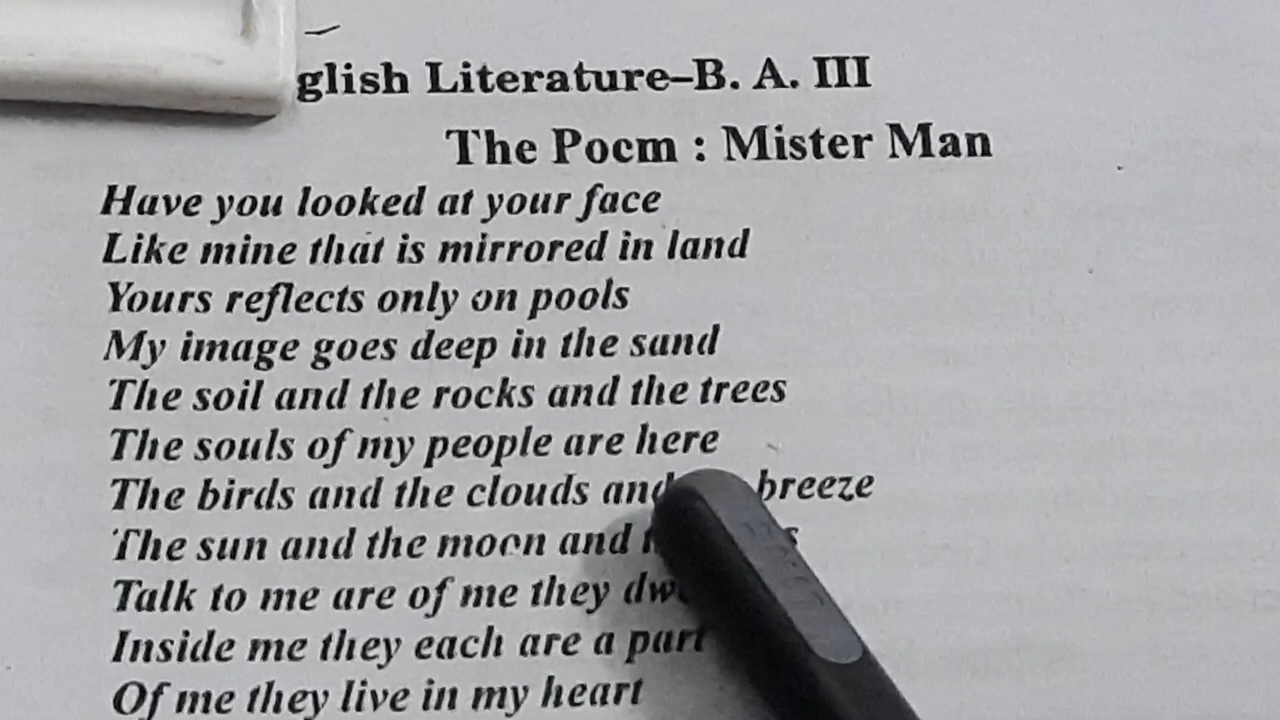 glish Literature–B. A. III
The Poem : Mister Man
Have you looked at your face
Like mine that is mirrored in land
Yours reflects only on pools
My image goes deep in the sand
The soil and the rocks and the trees
The souls of my people are here
The birds and the clouds and breeze
The sun and the moon and
Talk to me are of me they
Inside me they each are a part
Of me they live in my heart